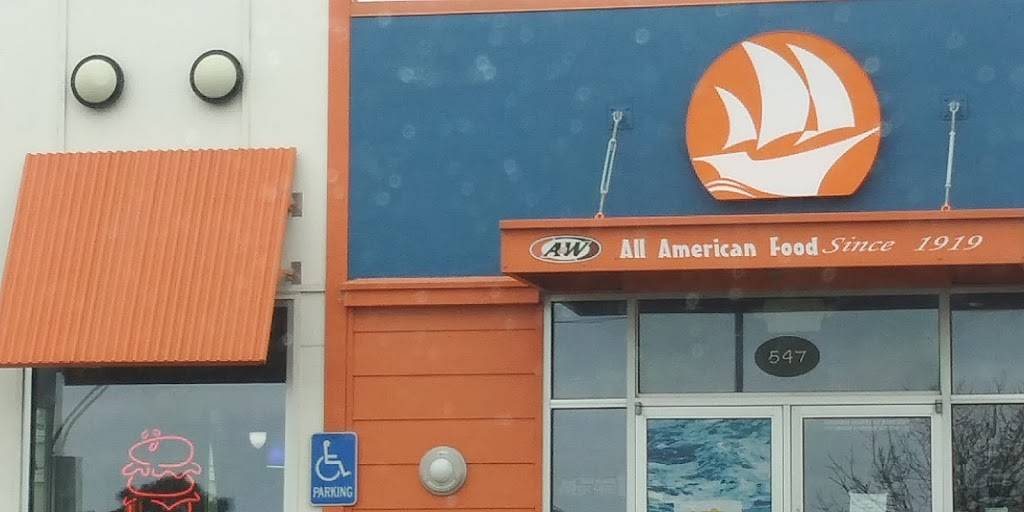 A&W All American Food Since 1919
547
PARKING